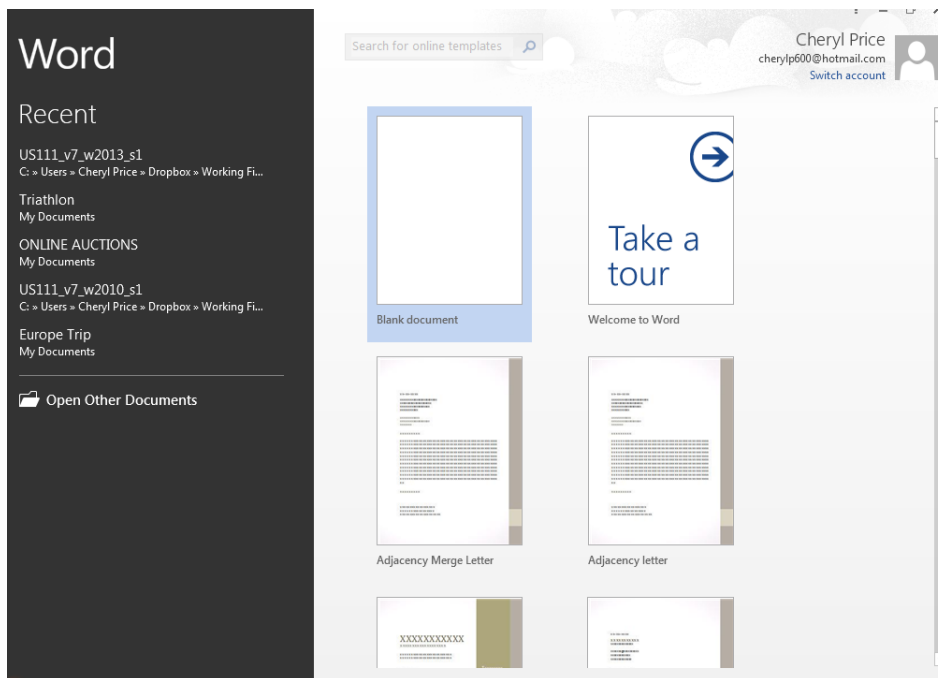 Word
Recent
US111_v7_w2013_s1
C: » Users » Cheryl Price » Dropbox » Working Fi...
Triathlon
My Documents
ONLINE AUCTIONS
My Documents
US111_v7_w2010_s1
C: » Users » Cheryl Price » Dropbox » Working Fi...
Europe Trip
My Documents
Open Other Documents
Search for online templates
Cheryl Price
cherylp600@hotmail.com
Switch account
Take a
tour
Blank document
Welcome to Word
Adjacency Merge Letter
Adjacency letter
XXXXXXXXXXX